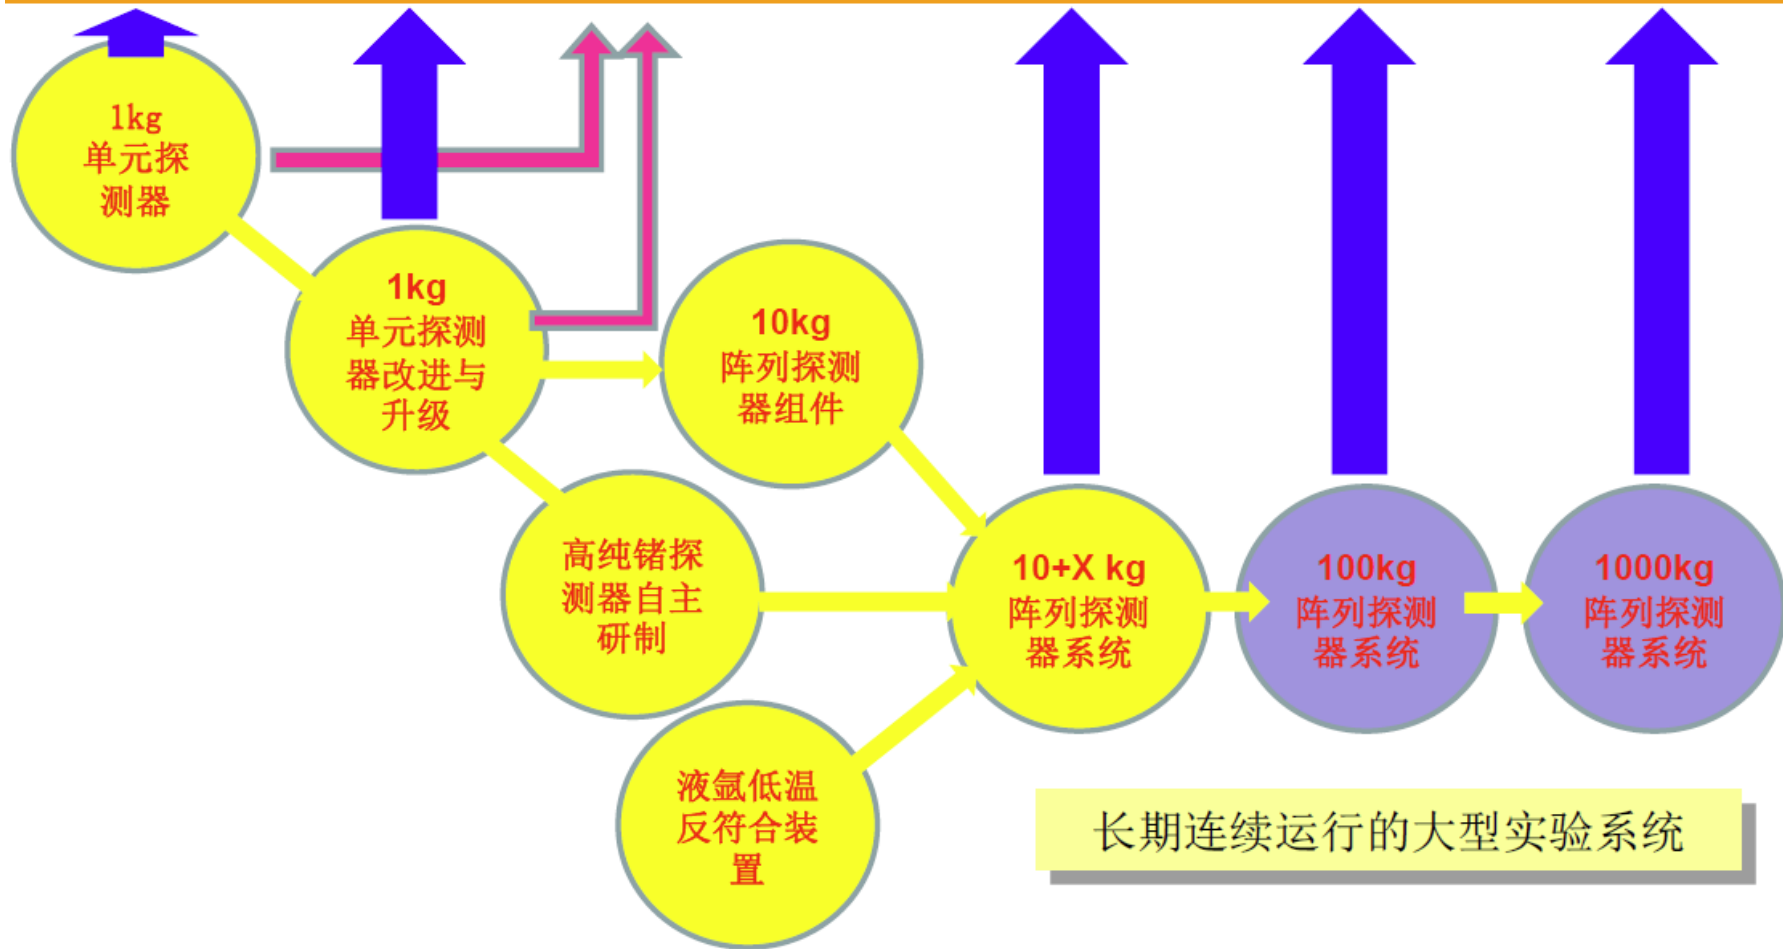 1kg
单元探
测器
1kg
单元探测
器改进与
升级
10kg
阵列探测
器组件
高纯锗探
测器自主
研制
10+X kg
阵列探测
器系统
100kg
阵列探测
器系统
1000kg
阵列探测
器系统
液氩低温
反符合装
置
长期连续运行的大型实验系统